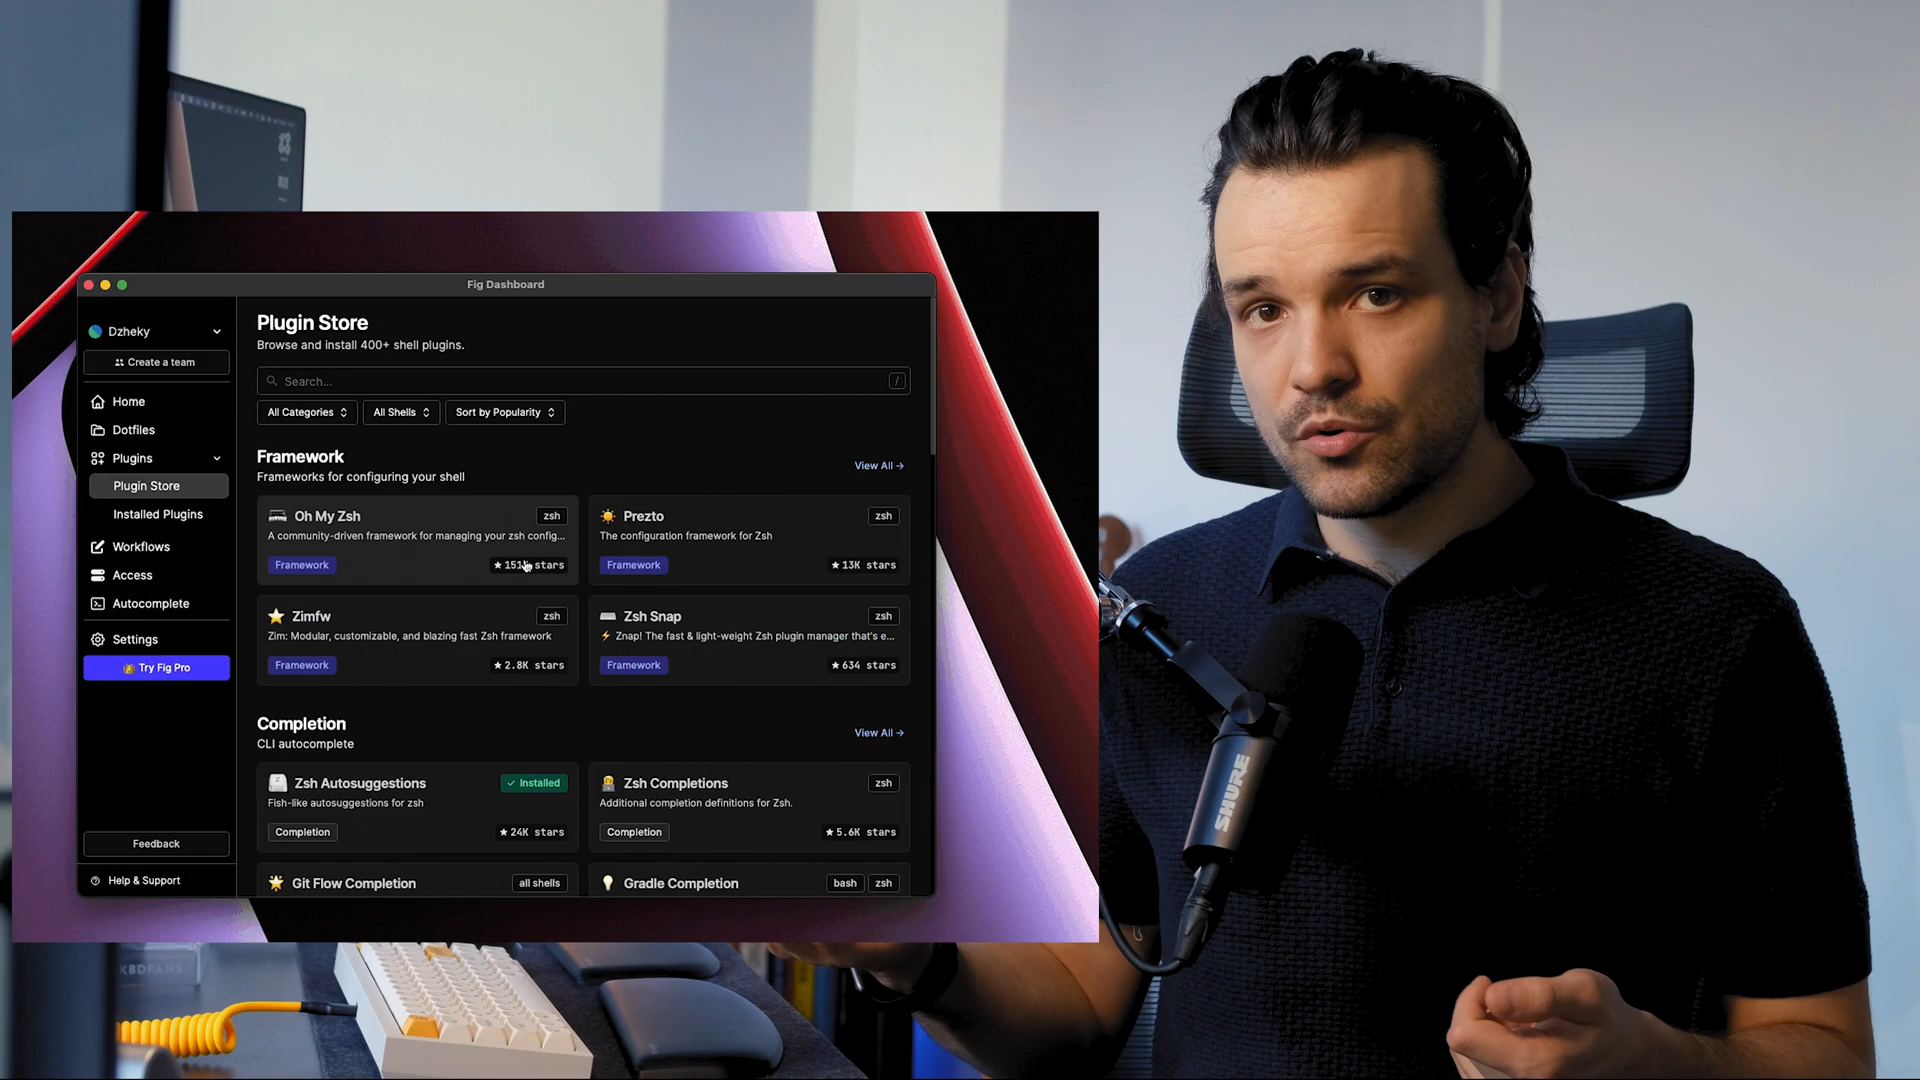 Fig Dashboard
Dzheky
Create a team
Home
Dotfiles
Plugins
Plugin Store
Installed Plugins
Workflows
Access
Autocomplete
Settings
Try Fig Pro
Feedback
Help & Support
Plugin Store
Browse and install 400+ shell plugins.
Search...
/
All Categories
All Shells
Sort by Popularity
Framework
View All →
Frameworks for configuring your shell
Oh My Zsh
zsh
A community-driven framework for managing your zsh config...
Framework
★ stars
Prezto
zsh
The configuration framework for Zsh
Framework
★ 13K stars
Zimfw
zsh
Zim: Modular, customizable, and blazing fast Zsh framework
Framework
★ 2.8K stars
Zsh Snap
zsh
⚡ Znap! The fast & light-weight Zsh plugin manager that's e...
Framework
★ 634 stars
Completion
View All →
CLI autocomplete
Zsh Autosuggestions
✓ Installed
Fish-like autosuggestions for zsh
Completion
★ 24K stars
Zsh Completions
zsh
Additional completion definitions for Zsh.
Completion
★ 5.6K stars
Git Flow Completion
all shells
Gradle Completion
bash
zsh
SHURE
KBDFANS